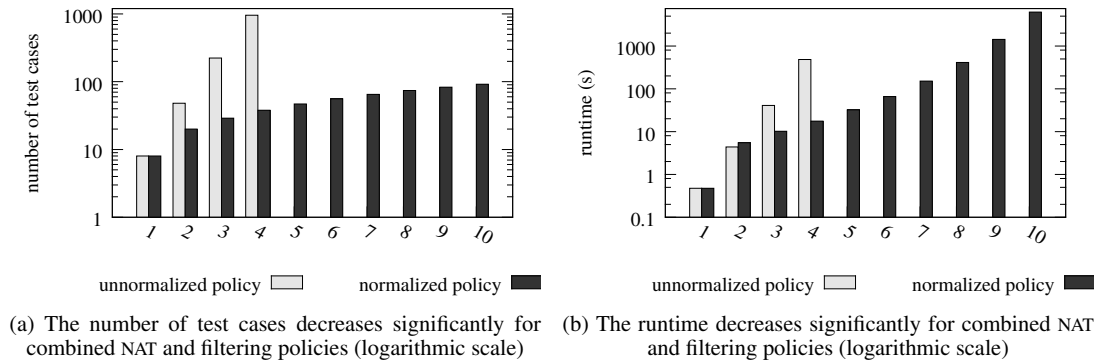 number of test cases
1000
100
10
1
1 2 3 4 5 6 7 8 9 10
unnormalized policy
normalized policy
(a) The number of test cases decreases significantly for
combined NAT and filtering policies (logarithmic scale)
runtime (s)
1000
100
10
1
0.1
1 2 3 4 5 6 7 8 9 10
unnormalized policy
normalized policy
(b) The runtime decreases significantly for combined NAT
and filtering policies (logarithmic scale)